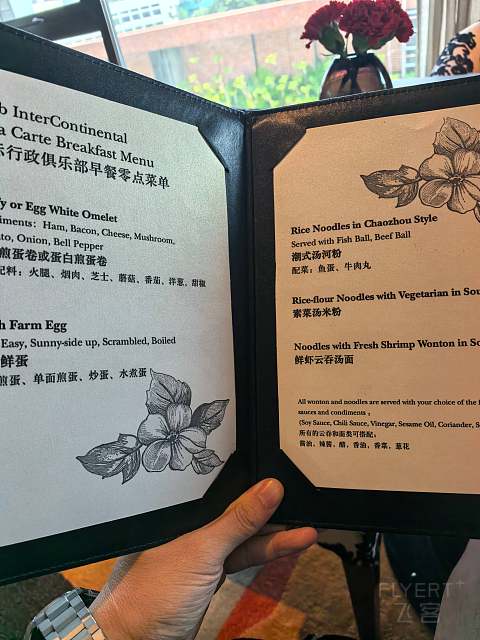 b InterContinental
a Carte Breakfast Menu
行政俱乐部早餐零点菜单
y or Egg White Omelet
iments: Ham, Bacon, Cheese, Mushroom,
ato, Onion, Bell Pepper
煎蛋卷或蛋白煎蛋卷
配料：火腿、烟肉、芝士、蘑菇、番茄、洋葱、甜椒
h Farm Egg
Easy, Sunny-side up, Scrambled, Boiled
鲜蛋
煎蛋、单面煎蛋、炒蛋、水煮蛋
Rice Noodles in Chaozhou Style
Served with Fish Ball, Beef Ball
潮式汤河粉
配菜：鱼蛋、牛肉丸
Rice-flour Noodles with Vegetarian in Sou
素菜汤米粉
Noodles with Fresh Shrimp Wonton in So
鲜虾云吞汤面
All wonton and noodles are served with your choice of the f
sauces and condiments ;
(Soy Sauce, Chili Sauce, Vinegar, Sesame Oil, Coriander, S
所有的云吞和面类可搭配：
酱油、辣酱、醋、香油、香菜、葱花
FLYERT+
飞客